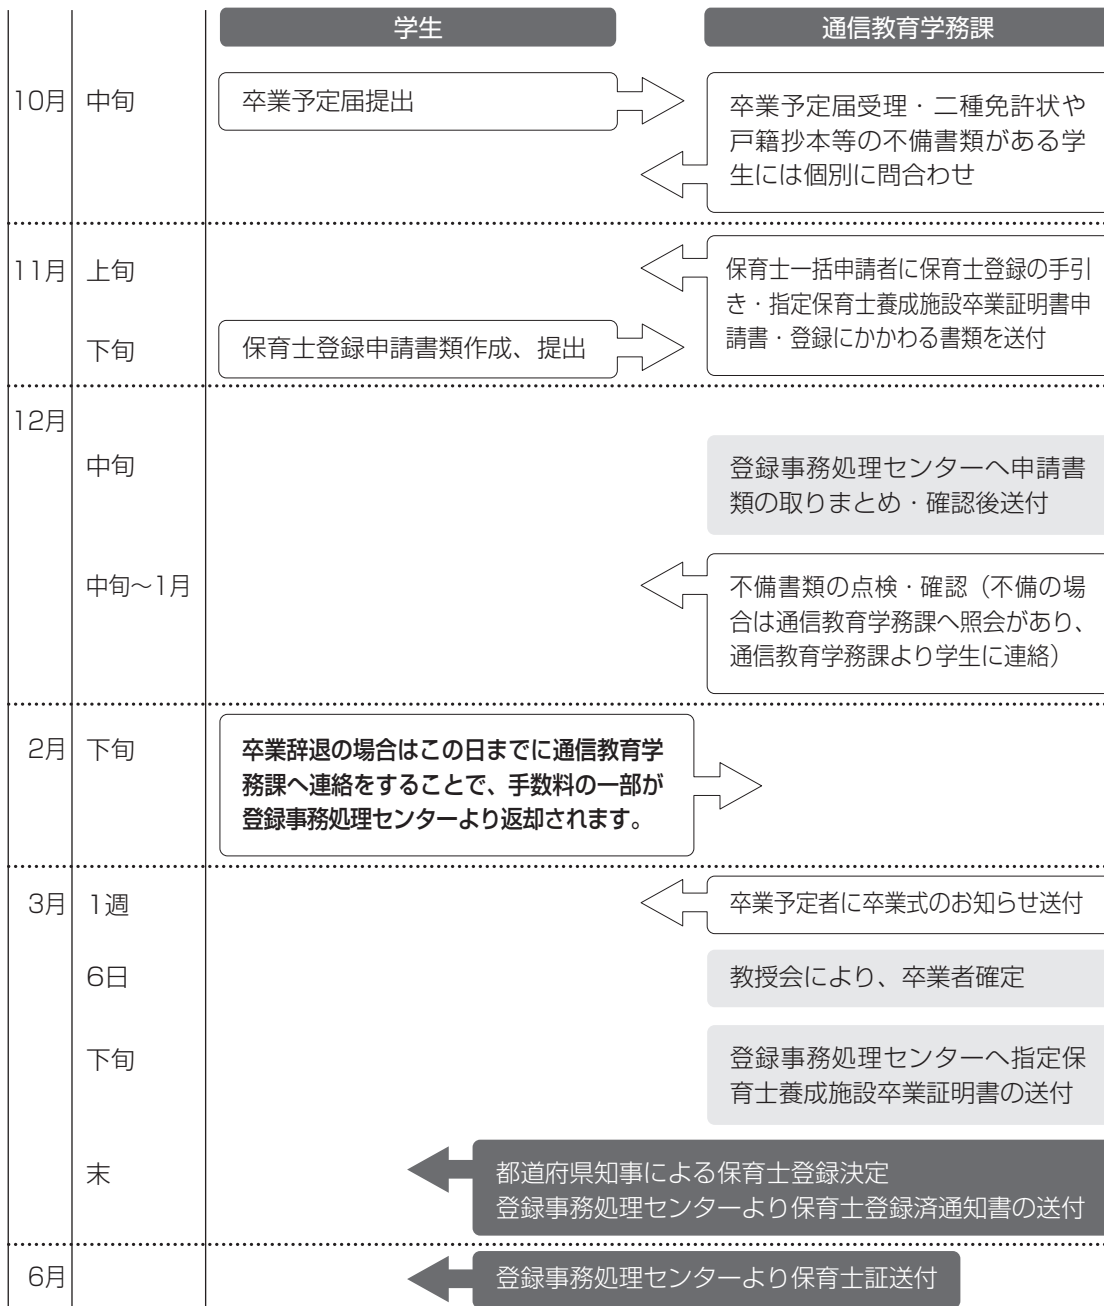 学生
通信教育学務課
10月 中旬
卒業予定届提出
卒業予定届受理・二種免許状や
戸籍抄本等の不備書類がある学
生には個別に問合わせ
11月 上旬
保育士一括申請者に保育士登録の手引
き・指定保育士養成施設卒業証明書申
請書・登録にかかわる書類を送付
下旬
保育士登録申請書類作成、提出
12月
中旬
登録事務処理センターへ申請書
類の取りまとめ・確認後送付
中旬〜1月
不備書類の点検・確認（不備の場
合は通信教育学務課へ照会があり、
通信教育学務課より学生に連絡）
2月 下旬
卒業辞退の場合はこの日までに通信教育学
務課へ連絡をすることで、手数料の一部が
登録事務処理センターより返却されます。
3月 1週
卒業予定者に卒業式のお知らせ送付
6日
教授会により、卒業者確定
下旬
登録事務処理センターへ指定保
育士養成施設卒業証明書の送付
末
都道府県知事による保育士登録決定
登録事務処理センターより保育士登録済通知書の送付
6月
登録事務処理センターより保育士証送付